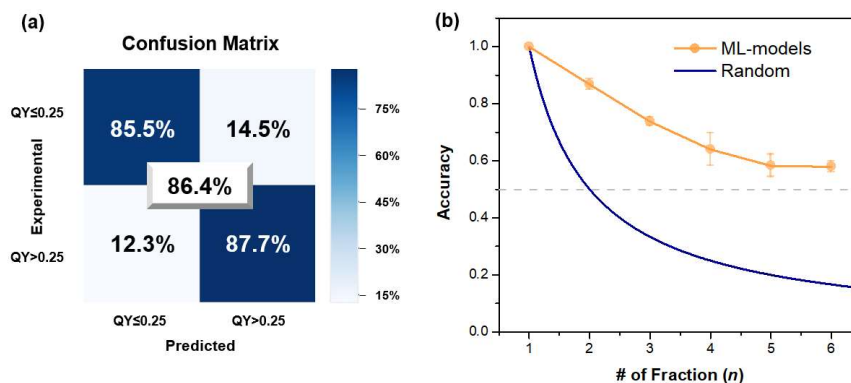 (a)
Confusion Matrix
Experimental
QY≤0.25
QY>0.25
85.5%
14.5%
86.4%
12.3%
87.7%
QY≤0.25
QY>0.25
Predicted
75%
60%
45%
30%
15%
(b)
Accuracy
1.0
0.8
0.6
0.4
0.2
0.0
ML-models
Random
1 2 3 4 5 6
# of Fraction (n)